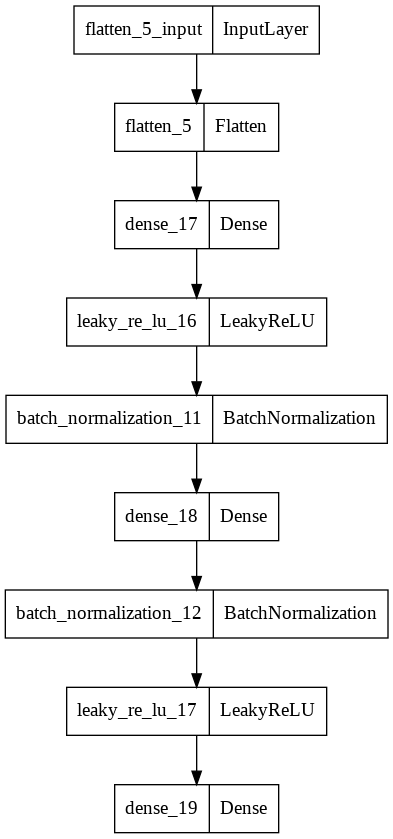 flatten_5_input InputLayer
flatten_5 Flatten
dense_17 Dense
leaky_re_lu_16 LeakyReLU
batch_normalization_11 BatchNormalization
dense_18 Dense
batch_normalization_12 BatchNormalization
leaky_re_lu_17 LeakyReLU
dense_19 Dense